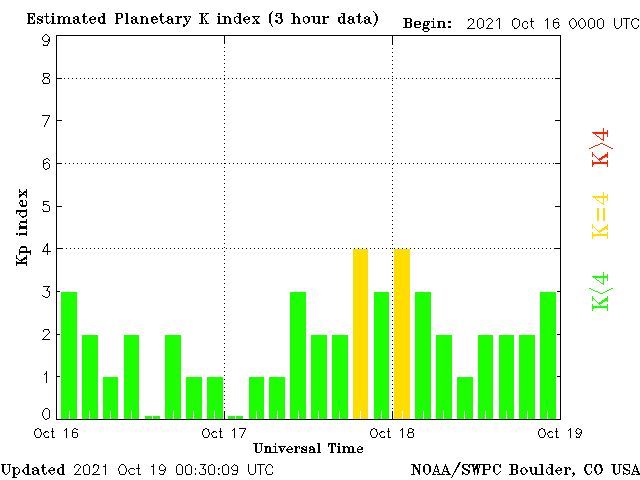 Estimated Planetary K index (3 hour data)
Begin: 2021 Oct 16 0000 UTC
9
8
7
6
5
4
3
2
1
0
Kp index
K>4
K=4
K<4
Oct 16
Oct 17
Oct 18
Oct 19
Universal Time
Updated 2021 Oct 19 00:30:09 UTC
NOAA/SWPC Boulder, CO USA